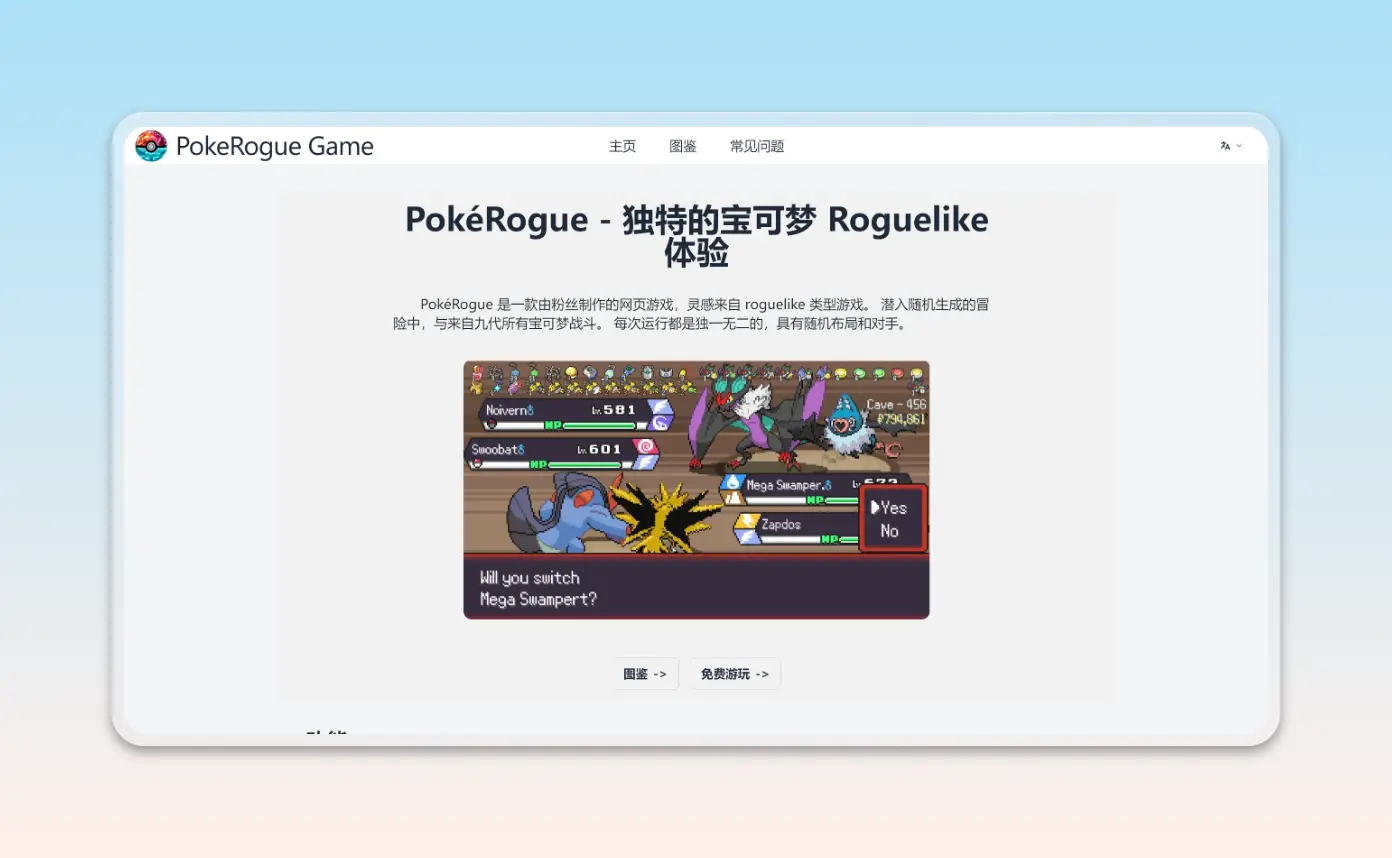 PokeRogue Game
主页 图鉴 常见问题
PokéRogue - 独特的宝可梦 Roguelike
体验
PokéRogue 是一款由粉丝制作的网页游戏，灵感来自 roguelike 类型游戏。 潜入随机生成的冒
险中，与来自九代所有宝可梦战斗。 每次运行都是独一无二的，具有随机布局和对手。
Cave - 456
₽794,861
Noivern♂ Lv.581
HP
Swoobat♂ Lv.601
HP
Mega Swamper.♂
HP
Zapdos
HP
Yes
No
Will you switch
Mega Swampert?
图鉴 -> 免费游玩 ->